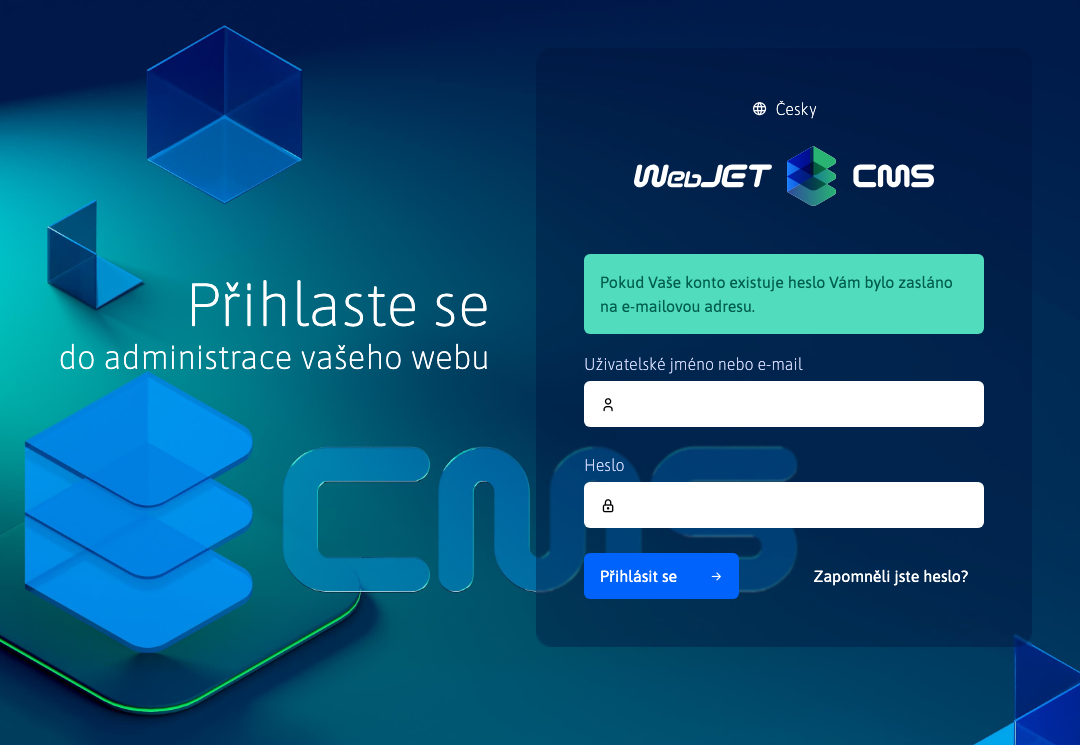 Přihlaste se
do administrace vašeho webu
CMS
Česky
WebJET CMS
Pokud Vaše konto existuje heslo Vám bylo zasláno
na e-mailovou adresu.
Uživatelské jméno nebo e-mail
Heslo
Přihlásit se
Zapomněli jste heslo?